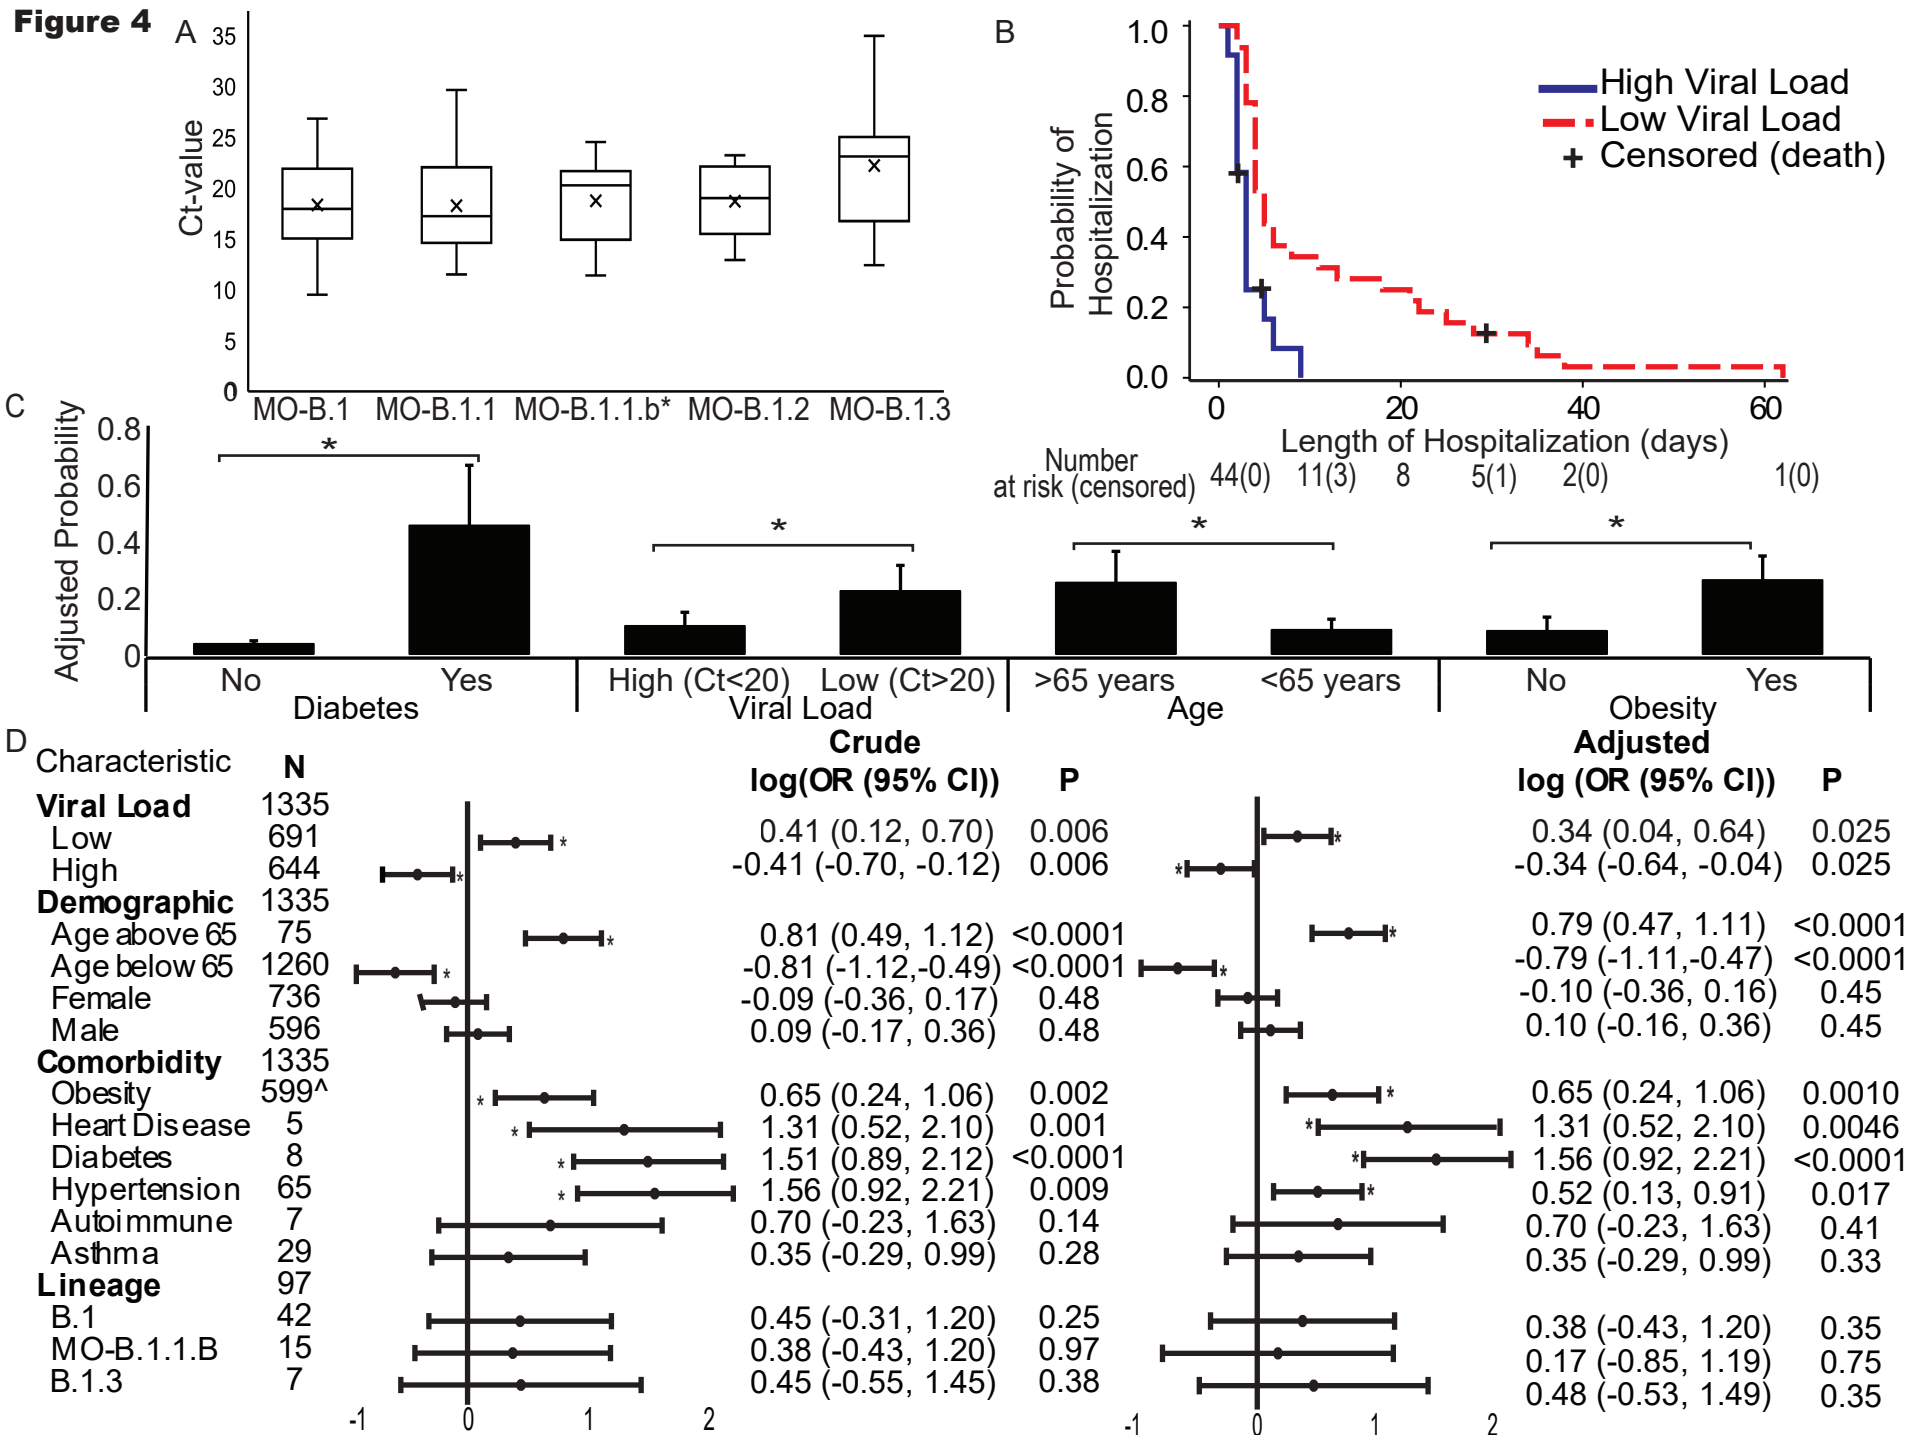 Figure 4
A
35
30
25
20
15
10
5
0
Ct-value
MO-B.1 MO-B.1.1 MO-B.1.1.b* MO-B.1.2 MO-B.1.3
B
1.0
0.8
0.6
0.4
0.2
0.0
Probability of
Hospitalization
High Viral Load
Low Viral Load
+ Censored (death)
0 20 40 60
Length of Hospitalization (days)
Number
at risk (censored) 44(0) 11(3) 8 5(1) 2(0) 1(0)
C
0.8
0.6
0.4
0.2
0
Adjusted Probability
* * * *
No Yes High (Ct<20) Low (Ct>20) >65 years <65 years No Yes
Diabetes Viral Load Age Obesity
D
Crude Adjusted
Characteristic N log(OR (95% CI)) P log (OR (95% CI)) P
Viral Load 1335
Low 691 * 0.41 (0.12, 0.70) 0.006 * 0.34 (0.04, 0.64) 0.025
High 644 * -0.41 (-0.70, -0.12) 0.006 * -0.34 (-0.64, -0.04) 0.025
Demographic 1335
Age above 65 75 * 0.81 (0.49, 1.12) <0.0001 * 0.79 (0.47, 1.11) <0.0001
Age below 65 1260 * -0.81 (-1.12,-0.49) <0.0001 * -0.79 (-1.11,-0.47) <0.0001
Female 736 -0.09 (-0.36, 0.17) 0.48 -0.10 (-0.36, 0.16) 0.45
Male 596 0.09 (-0.17, 0.36) 0.48 0.10 (-0.16, 0.36) 0.45
Comorbidity 1335
Obesity 599^ * 0.65 (0.24, 1.06) 0.002 * 0.65 (0.24, 1.06) 0.0010
Heart Disease 5 * 1.31 (0.52, 2.10) 0.001 * 1.31 (0.52, 2.10) 0.0046
Diabetes 8 * 1.51 (0.89, 2.12) <0.0001 * 1.56 (0.92, 2.21) <0.0001
Hypertension 65 * 1.56 (0.92, 2.21) 0.009 * 0.52 (0.13, 0.91) 0.017
Autoimmune 7 0.70 (-0.23, 1.63) 0.14 0.70 (-0.23, 1.63) 0.41
Asthma 29 0.35 (-0.29, 0.99) 0.28 0.35 (-0.29, 0.99) 0.33
Lineage 97
B.1 42 0.45 (-0.31, 1.20) 0.25 0.38 (-0.43, 1.20) 0.35
MO-B.1.1.B 15 0.38 (-0.43, 1.20) 0.97 0.17 (-0.85, 1.19) 0.75
B.1.3 7 0.45 (-0.55, 1.45) 0.38 0.48 (-0.53, 1.49) 0.35
-1 0 1 2 -1 0 1 2